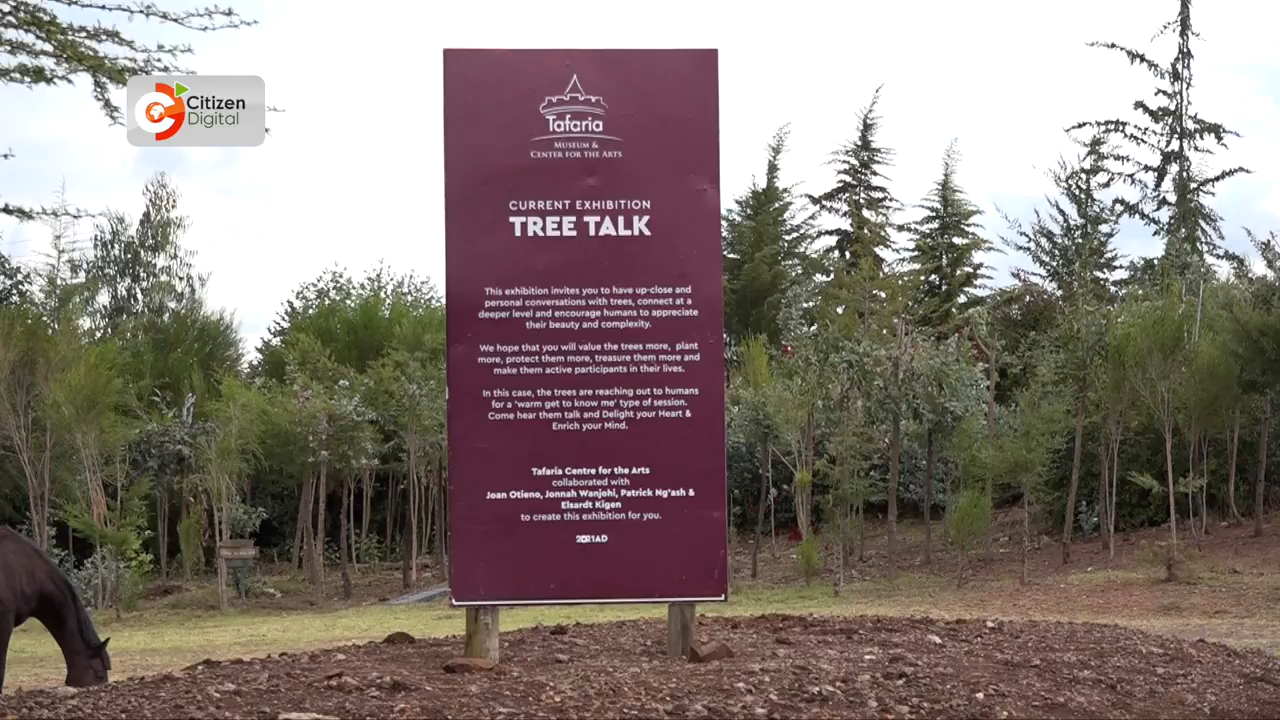 Citizen
Digital
Tafaria
MUSEUM &
CENTER FOR THE ARTS
CURRENT EXHIBITION
TREE TALK
This exhibition invites you to have up-close and
personal conversations with trees, connect at a
deeper level and encourage humans to appreciate
their beauty and complexity.
We hope that you will value the trees more, plant
more, protect them more, treasure them more and
make them active participants in their lives.
In this case, the trees are reaching out to humans
for a 'warm get to know me' type of session.
Come hear them talk and Delight your Heart &
Enrich your Mind.
Tafaria Centre for the Arts
collaborated with
Joan Otieno, Jonnah Wanjohi, Patrick Ng'ash &
Elsardt Kigen
to create this exhibition for you.
2021AD